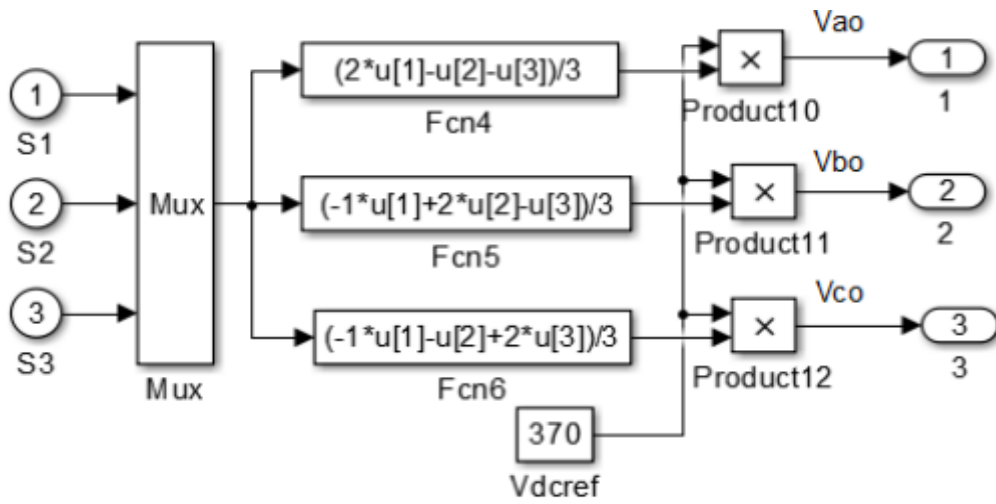 Vao
(2*u[1]-u[2]-u[3])/3
×
1
1
Fcn4
Product10
1
S1
Vbo
Mux
(-1*u[1]+2*u[2]-u[3])/3
×
2
2
Fcn5
Product11
2
S2
Vco
3
(-1*u[1]-u[2]+2*u[3])/3
×
3
S3
Mux
Fcn6
Product12
3
370
Vdcref